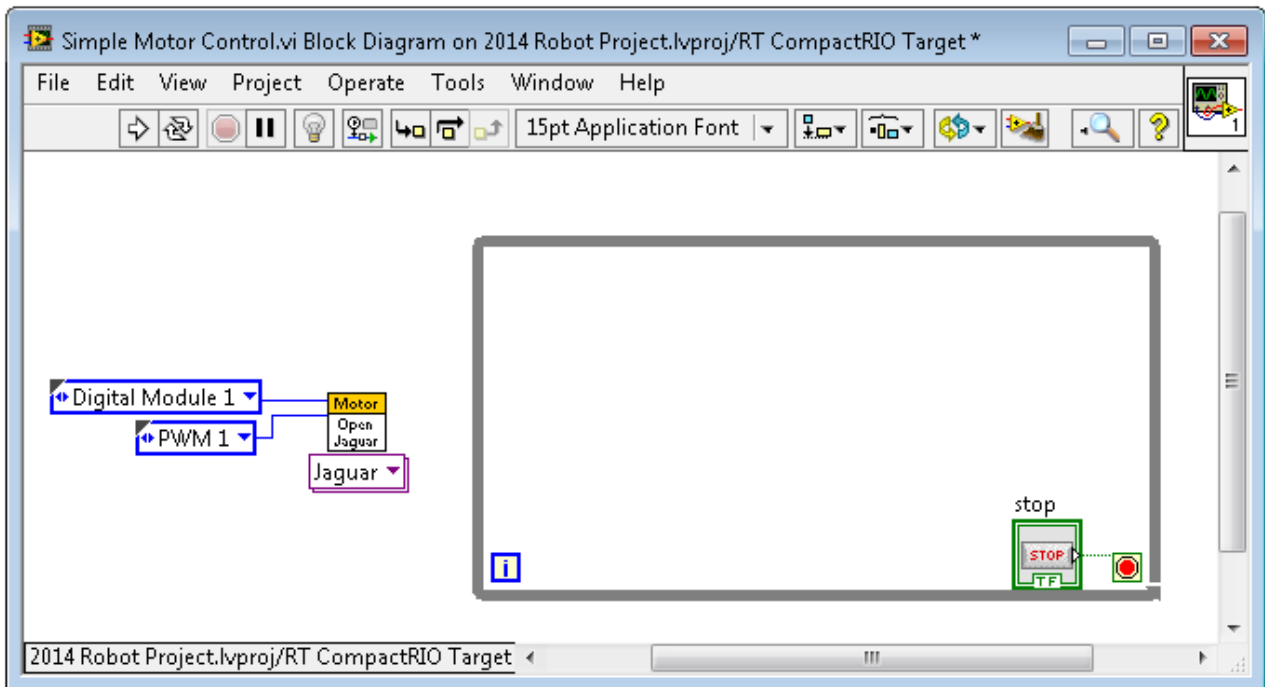 Simple Motor Control.vi Block Diagram on 2014 Robot Project.lvproj/RT CompactRIO Target *
File Edit View Project Operate Tools Window Help
15pt Application Font
1
Digital Module 1
PWM 1
Motor
Open
Jaguar
Jaguar
stop
STOP
TF
i
2014 Robot Project.lvproj/RT CompactRIO Target